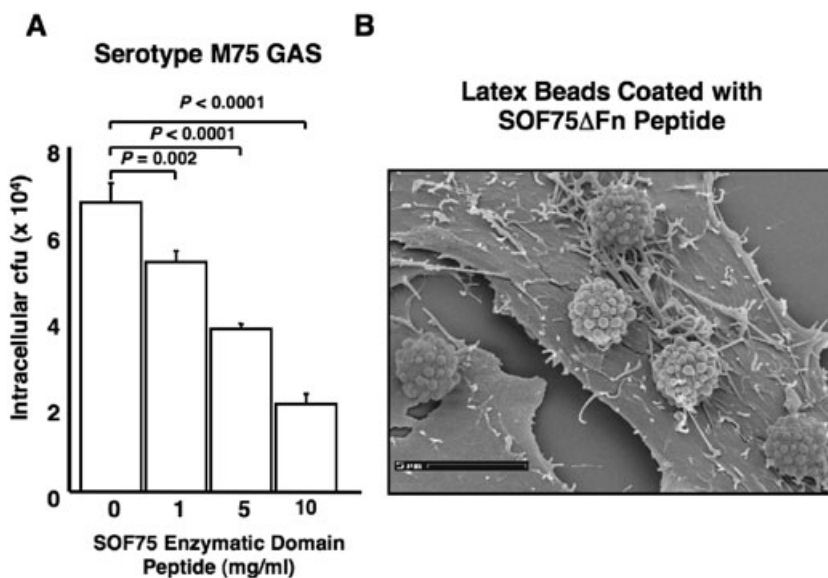 A
Serotype M75 GAS
P < 0.0001
P < 0.0001
P = 0.002
8
6
4
2
0
Intracellular cfu (x 10⁴)
0 1 5 10
SOF75 Enzymatic Domain
Peptide (mg/ml)
B
Latex Beads Coated with
SOF75ΔFn Peptide